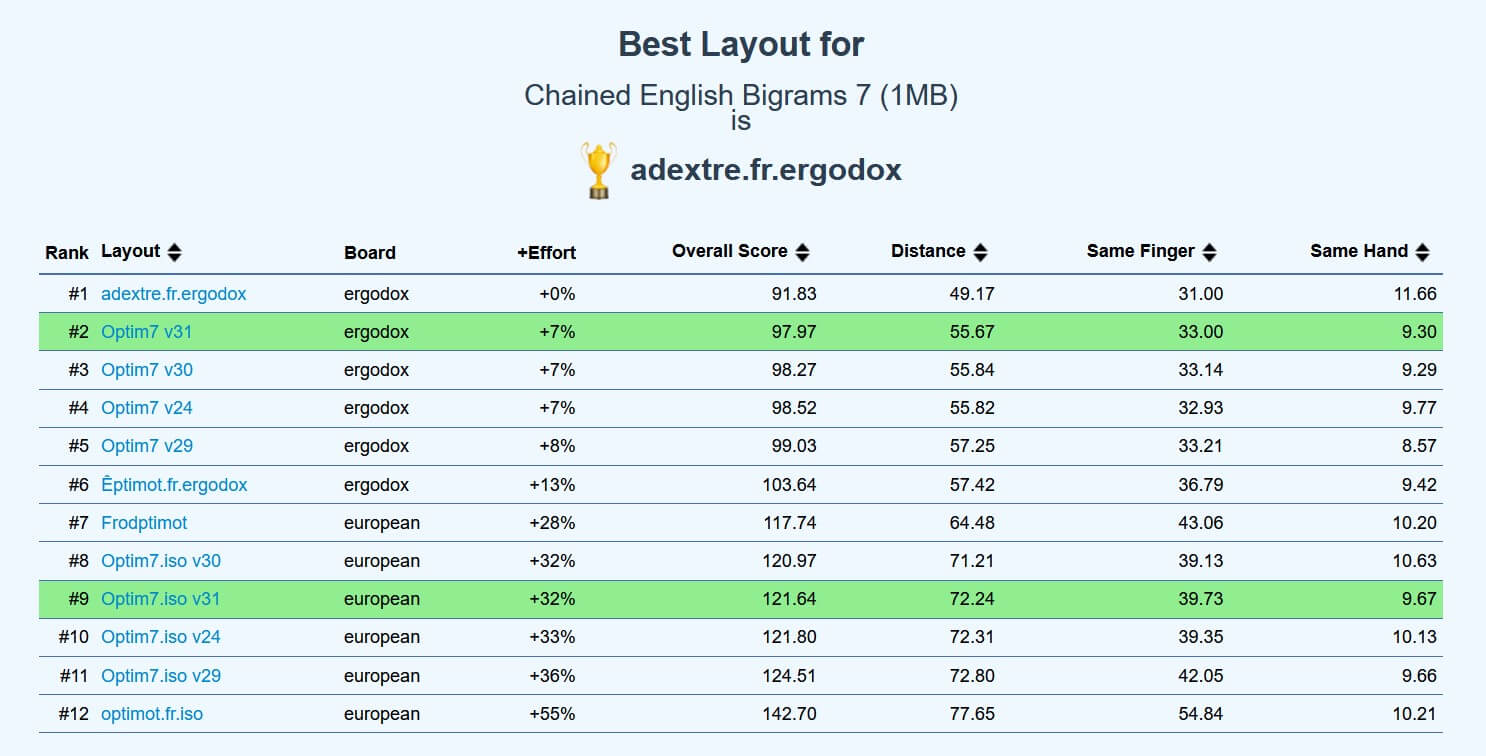 Best Layout for
Chained English Bigrams 7 (1MB)
is
adextre.fr.ergodox
Rank Layout Board +Effort Overall Score Distance Same Finger Same Hand
#1 adextre.fr.ergodox ergodox +0% 91.83 49.17 31.00 11.66
#2 Optim7 v31 ergodox +7% 97.97 55.67 33.00 9.30
#3 Optim7 v30 ergodox +7% 98.27 55.84 33.14 9.29
#4 Optim7 v24 ergodox +7% 98.52 55.82 32.93 9.77
#5 Optim7 v29 ergodox +8% 99.03 57.25 33.21 8.57
#6 Êptimot.fr.ergodox ergodox +13% 103.64 57.42 36.79 9.42
#7 Frodptimot european +28% 117.74 64.48 43.06 10.20
#8 Optim7.iso v30 european +32% 120.97 71.21 39.13 10.63
#9 Optim7.iso v31 european +32% 121.64 72.24 39.73 9.67
#10 Optim7.iso v24 european +33% 121.80 72.31 39.35 10.13
#11 Optim7.iso v29 european +36% 124.51 72.80 42.05 9.66
#12 optimot.fr.iso european +55% 142.70 77.65 54.84 10.21